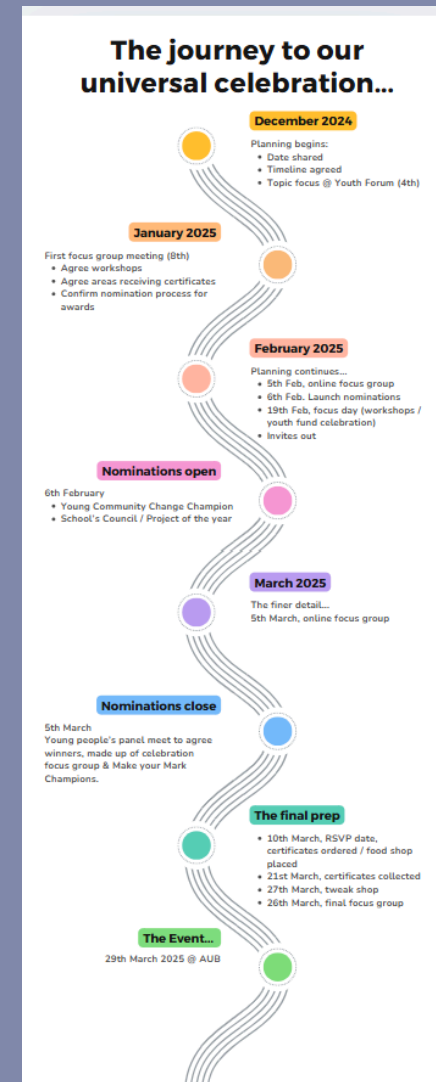 The journey to our
universal celebration...
December 2024
Planning begins:
• Date shared
• Timeline agreed
• Topic focus @ Youth Forum (4th)
January 2025
First focus group meeting (8th)
• Agree workshops
• Agree areas receiving certificates
• Confirm nomination process for
awards
February 2025
Planning continues...
• 5th Feb, online focus group
• 6th Feb. Launch nominations
• 19th Feb, focus day (workshops /
youth fund celebration)
• Invites out
Nominations open
6th February
• Young Community Change Champion
• School's Council / Project of the year
March 2025
The finer detail...
5th March, online focus group
Nominations close
5th March
Young people's panel meet to agree
winners, made up of celebration
focus group & Make your Mark
Champions.
The final prep
• 10th March, RSVP date,
certificates ordered / food shop
placed
• 21st March, certificates collected
• 27th March, tweak shop
• 26th March, final focus group
The Event...
29th March 2025 @ AUB